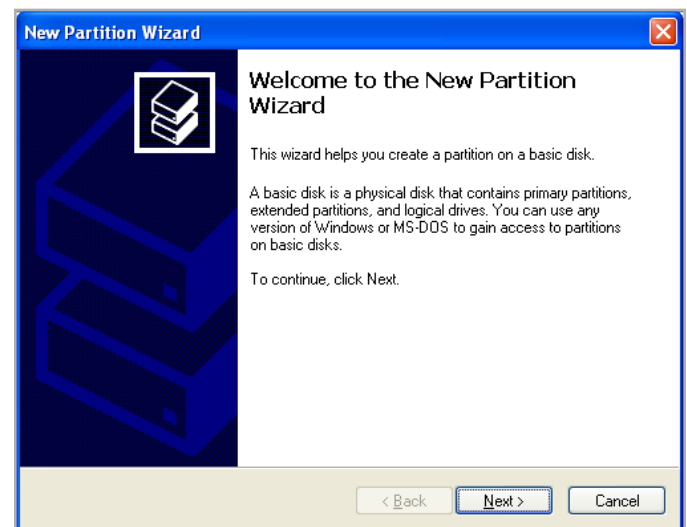 New Partition Wizard
Welcome to the New Partition
Wizard
This wizard helps you create a partition on a basic disk.
A basic disk is a physical disk that contains primary partitions,
extended partitions, and logical drives. You can use any
version of Windows or MS-DOS to gain access to partitions
on basic disks.
To continue, click Next.
< Back Next > Cancel